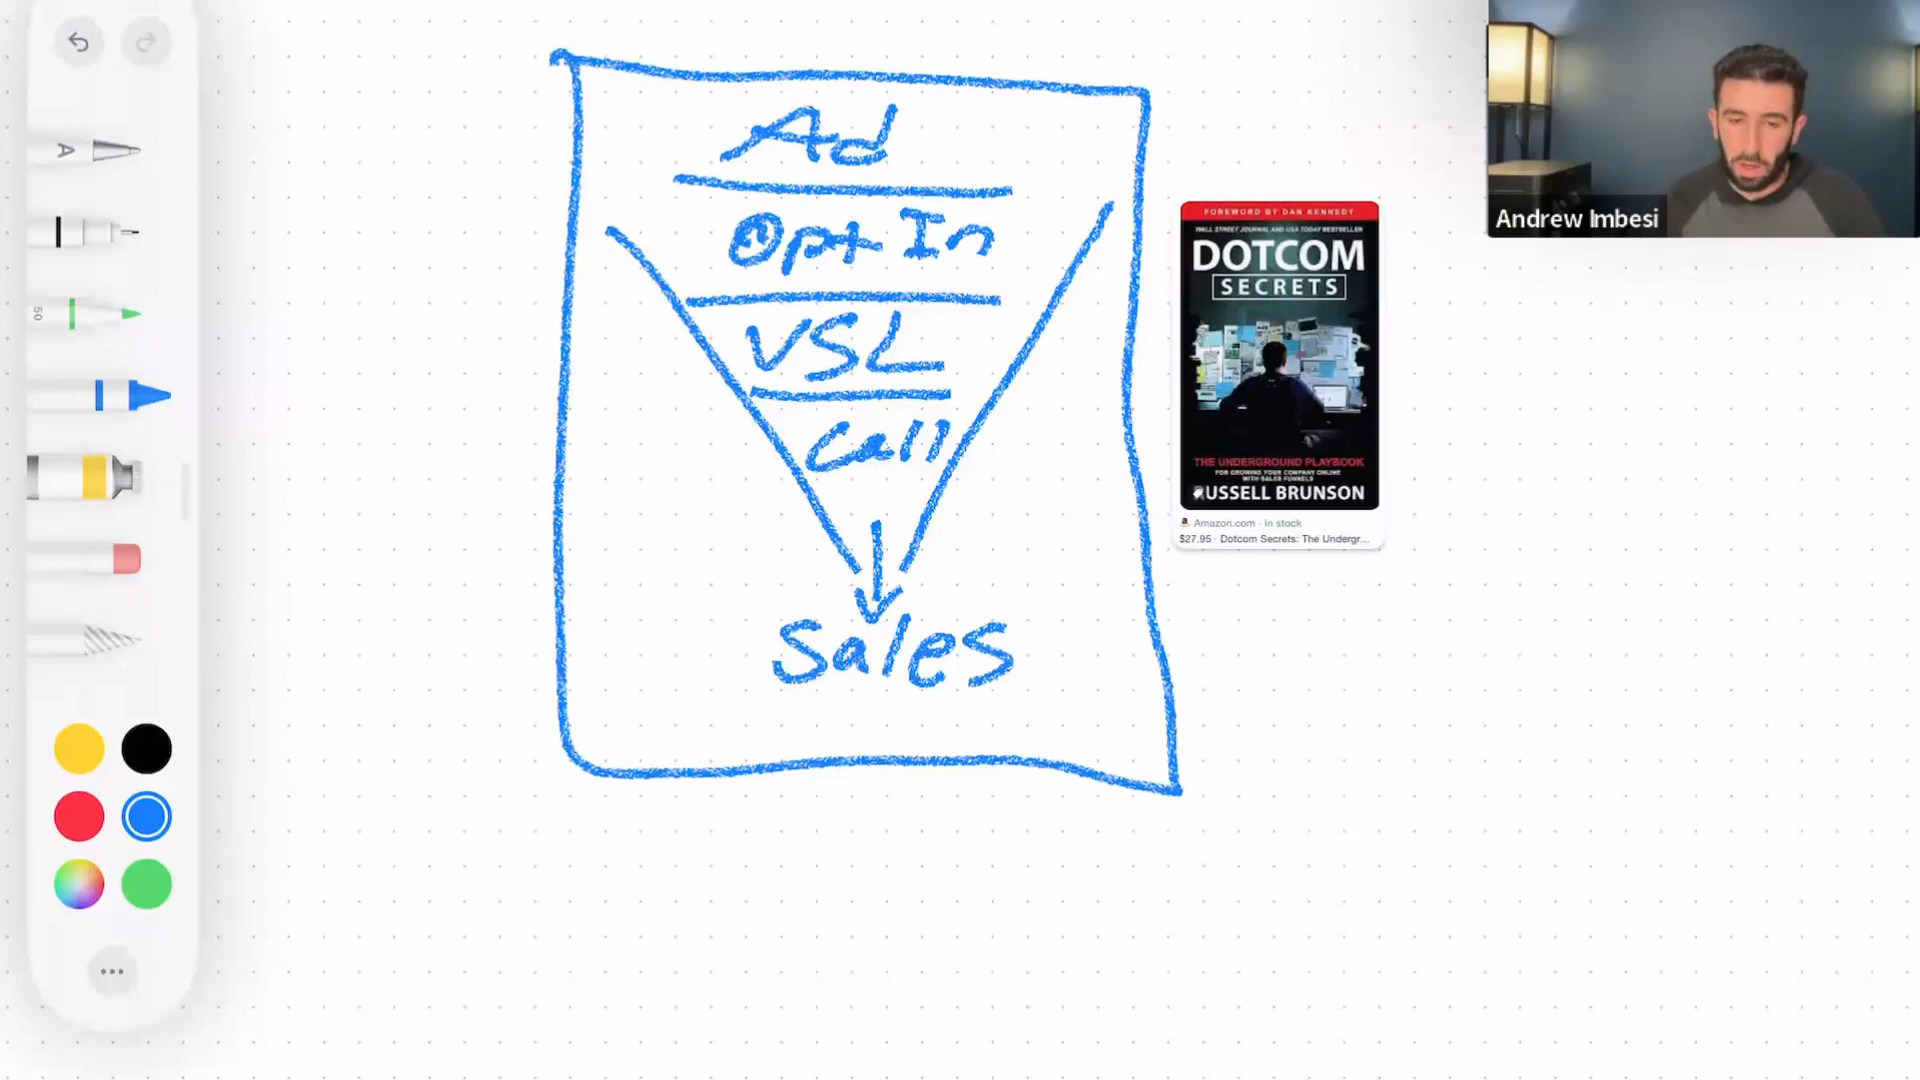 Ad
Opt In
VSL
Call
Sales
FOREWORD BY DAN KENNEDY
WALL STREET JOURNAL AND USA TODAY BESTSELLER
DOTCOM
SECRETS
THE UNDERGROUND PLAYBOOK
FOR GROWING YOUR COMPANY ONLINE
WITH SALES FUNNELS
RUSSELL BRUNSON
Amazon.com · In stock
$27.95 · Dotcom Secrets: The Undergr...
Andrew Imbesi
A
50